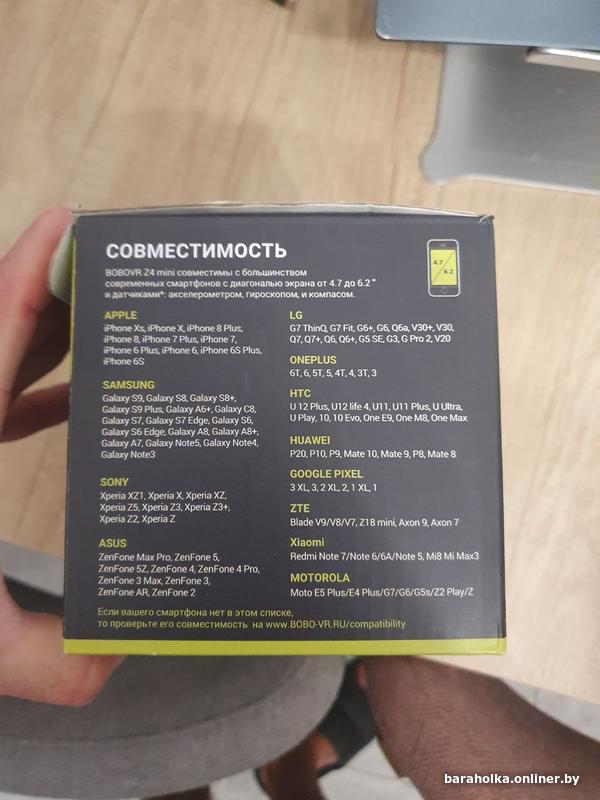 СОВМЕСТИМОСТЬ
BOBOVR Z4 mini совместимы с большинством
современных смартфонов с диагональю экрана от 4.7 до 6.2 "
и датчиками*: акселерометром, гироскопом, и компасом.
4.7
6.2
APPLE
iPhone Xs, iPhone X, iPhone 8 Plus,
iPhone 8, iPhone 7 Plus, iPhone 7,
iPhone 6 Plus, iPhone 6, iPhone 6S Plus,
iPhone 6S
SAMSUNG
Galaxy S9, Galaxy S8, Galaxy S8+,
Galaxy S9 Plus, Galaxy A6+, Galaxy C8,
Galaxy S7, Galaxy S7 Edge, Galaxy S6,
Galaxy S6 Edge, Galaxy A8, Galaxy A8+,
Galaxy A7, Galaxy Note5, Galaxy Note4,
Galaxy Note3
SONY
Xperia XZ1, Xperia X, Xperia XZ,
Xperia Z5, Xperia Z3, Xperia Z3+,
Xperia Z2, Xperia Z
ASUS
ZenFone Max Pro, ZenFone 5,
ZenFone 5Z, ZenFone 4, ZenFone 4 Pro,
ZenFone 3 Max, ZenFone 3,
ZenFone AR, ZenFone 2
LG
G7 ThinQ, G7 Fit, G6+, G6, Q6a, V30+, V30,
Q7, Q7+, Q6, Q6+, G5 SE, G3, G Pro 2, V20
ONEPLUS
6T, 6, 5T, 5, 4T, 4, 3T, 3
HTC
U 12 Plus, U12 life 4, U11, U11 Plus, U Ultra,
U Play, 10, 10 Evo, One E9, One M8, One Max
HUAWEI
P20, P10, P9, Mate 10, Mate 9, P8, Mate 8
GOOGLE PIXEL
3 XL, 3, 2 XL, 2, 1 XL, 1
ZTE
Blade V9/V8/V7, Z18 mini, Axon 9, Axon 7
Xiaomi
Redmi Note 7/Note 6/6A/Note 5, Mi8 Mi Max3
MOTOROLA
Moto E5 Plus/E4 Plus/G7/G6/G5s/Z2 Play/Z
Если вашего смартфона нет в этом списке,
то проверьте его совместимость на www.BOBO-VR.RU/compatibility
baraholka.onliner.by